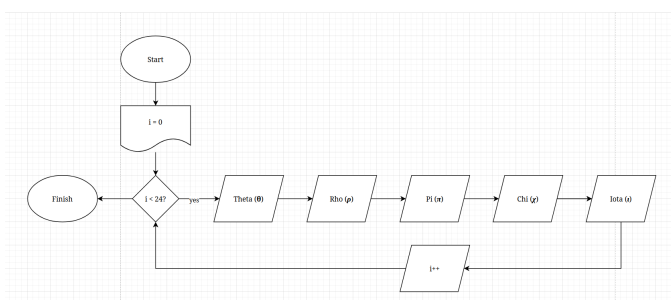 Start
i = 0
Finish
i < 24?
yes
Theta (θ)
Rho (ρ)
Pi (π)
Chi (χ)
Iota (ι)
i++